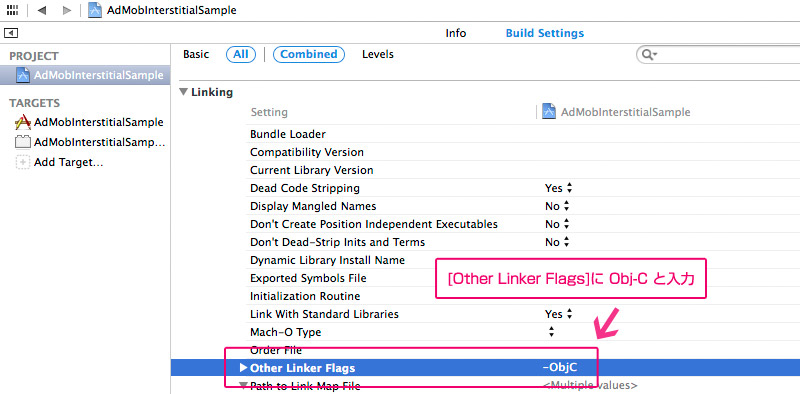 AdMobInterstitialSample
Info
Build Settings
PROJECT
AdMobInterstitialSample
TARGETS
AdMobInterstitialSample
AdMobInterstitialSamp...
Add Target...
Basic
All
Combined
Levels
Linking
Setting
AdMobInterstitialSample
Bundle Loader
Compatibility Version
Current Library Version
Dead Code Stripping Yes
Display Mangled Names No
Don't Create Position Independent Executables No
Don't Dead-Strip Inits and Terms No
Dynamic Library Install Name
Exported Symbols File
Initialization Routine
Link With Standard Libraries Yes
Mach-O Type
Order File
Other Linker Flags -ObjC
Path to Link Map File <Multiple values>
[Other Linker Flags]に Obj-C と入力